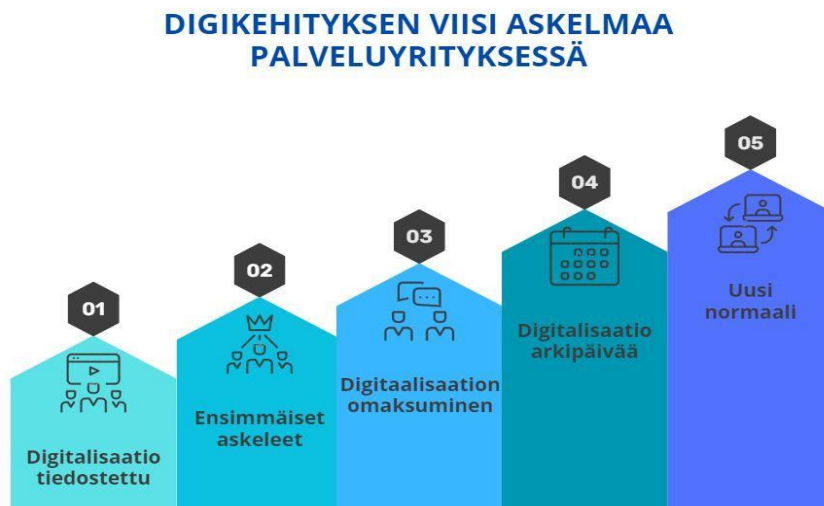 DIGIKEHITYKSEN VIISI ASKELMAA
PALVELUYRITYKSESSÄ
01
Digitalisaatio
tiedostettu
02
Ensimmäiset
askeleet
03
Digitaalisaation
omaksuminen
04
Digitalisaatio
arkipäivää
05
Uusi
normaali